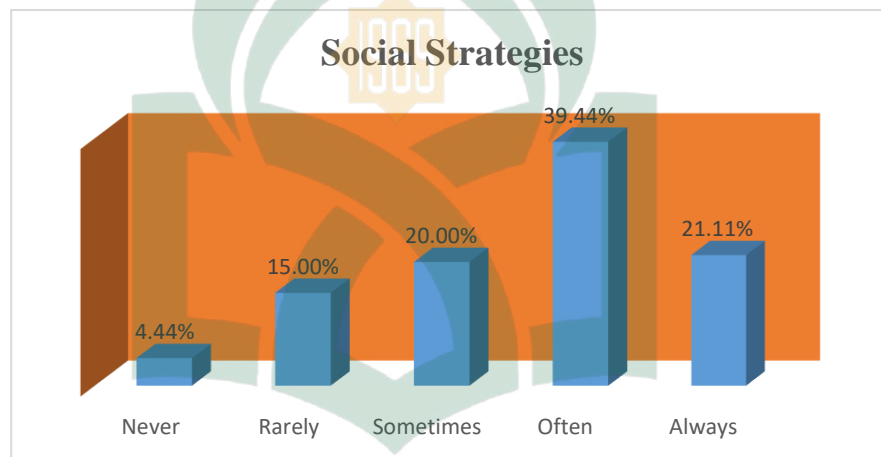 Social Strategies
39.44%
21.11%
20.00%
15.00%
4.44%
Never Rarely Sometimes Often Always